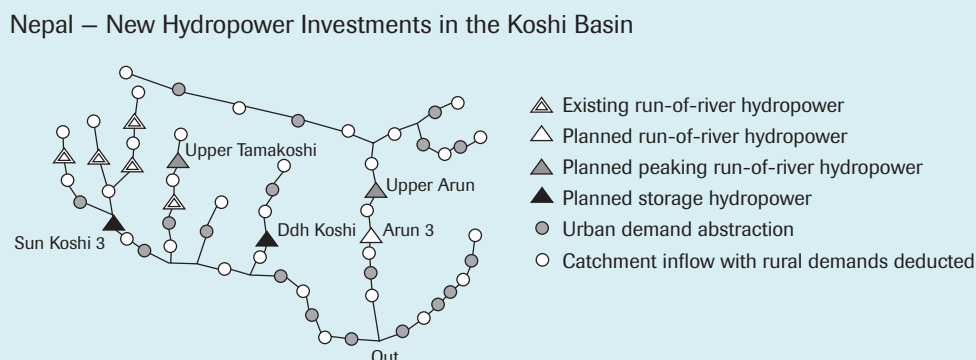 Nepal – New Hydropower Investments in the Koshi Basin
Upper Tamakoshi
Upper Arun
Ddh Koshi
Arun 3
Sun Koshi 3
Out
Existing run-of-river hydropower
Planned run-of-river hydropower
Planned peaking run-of-river hydropower
Planned storage hydropower
Urban demand abstraction
Catchment inflow with rural demands deducted